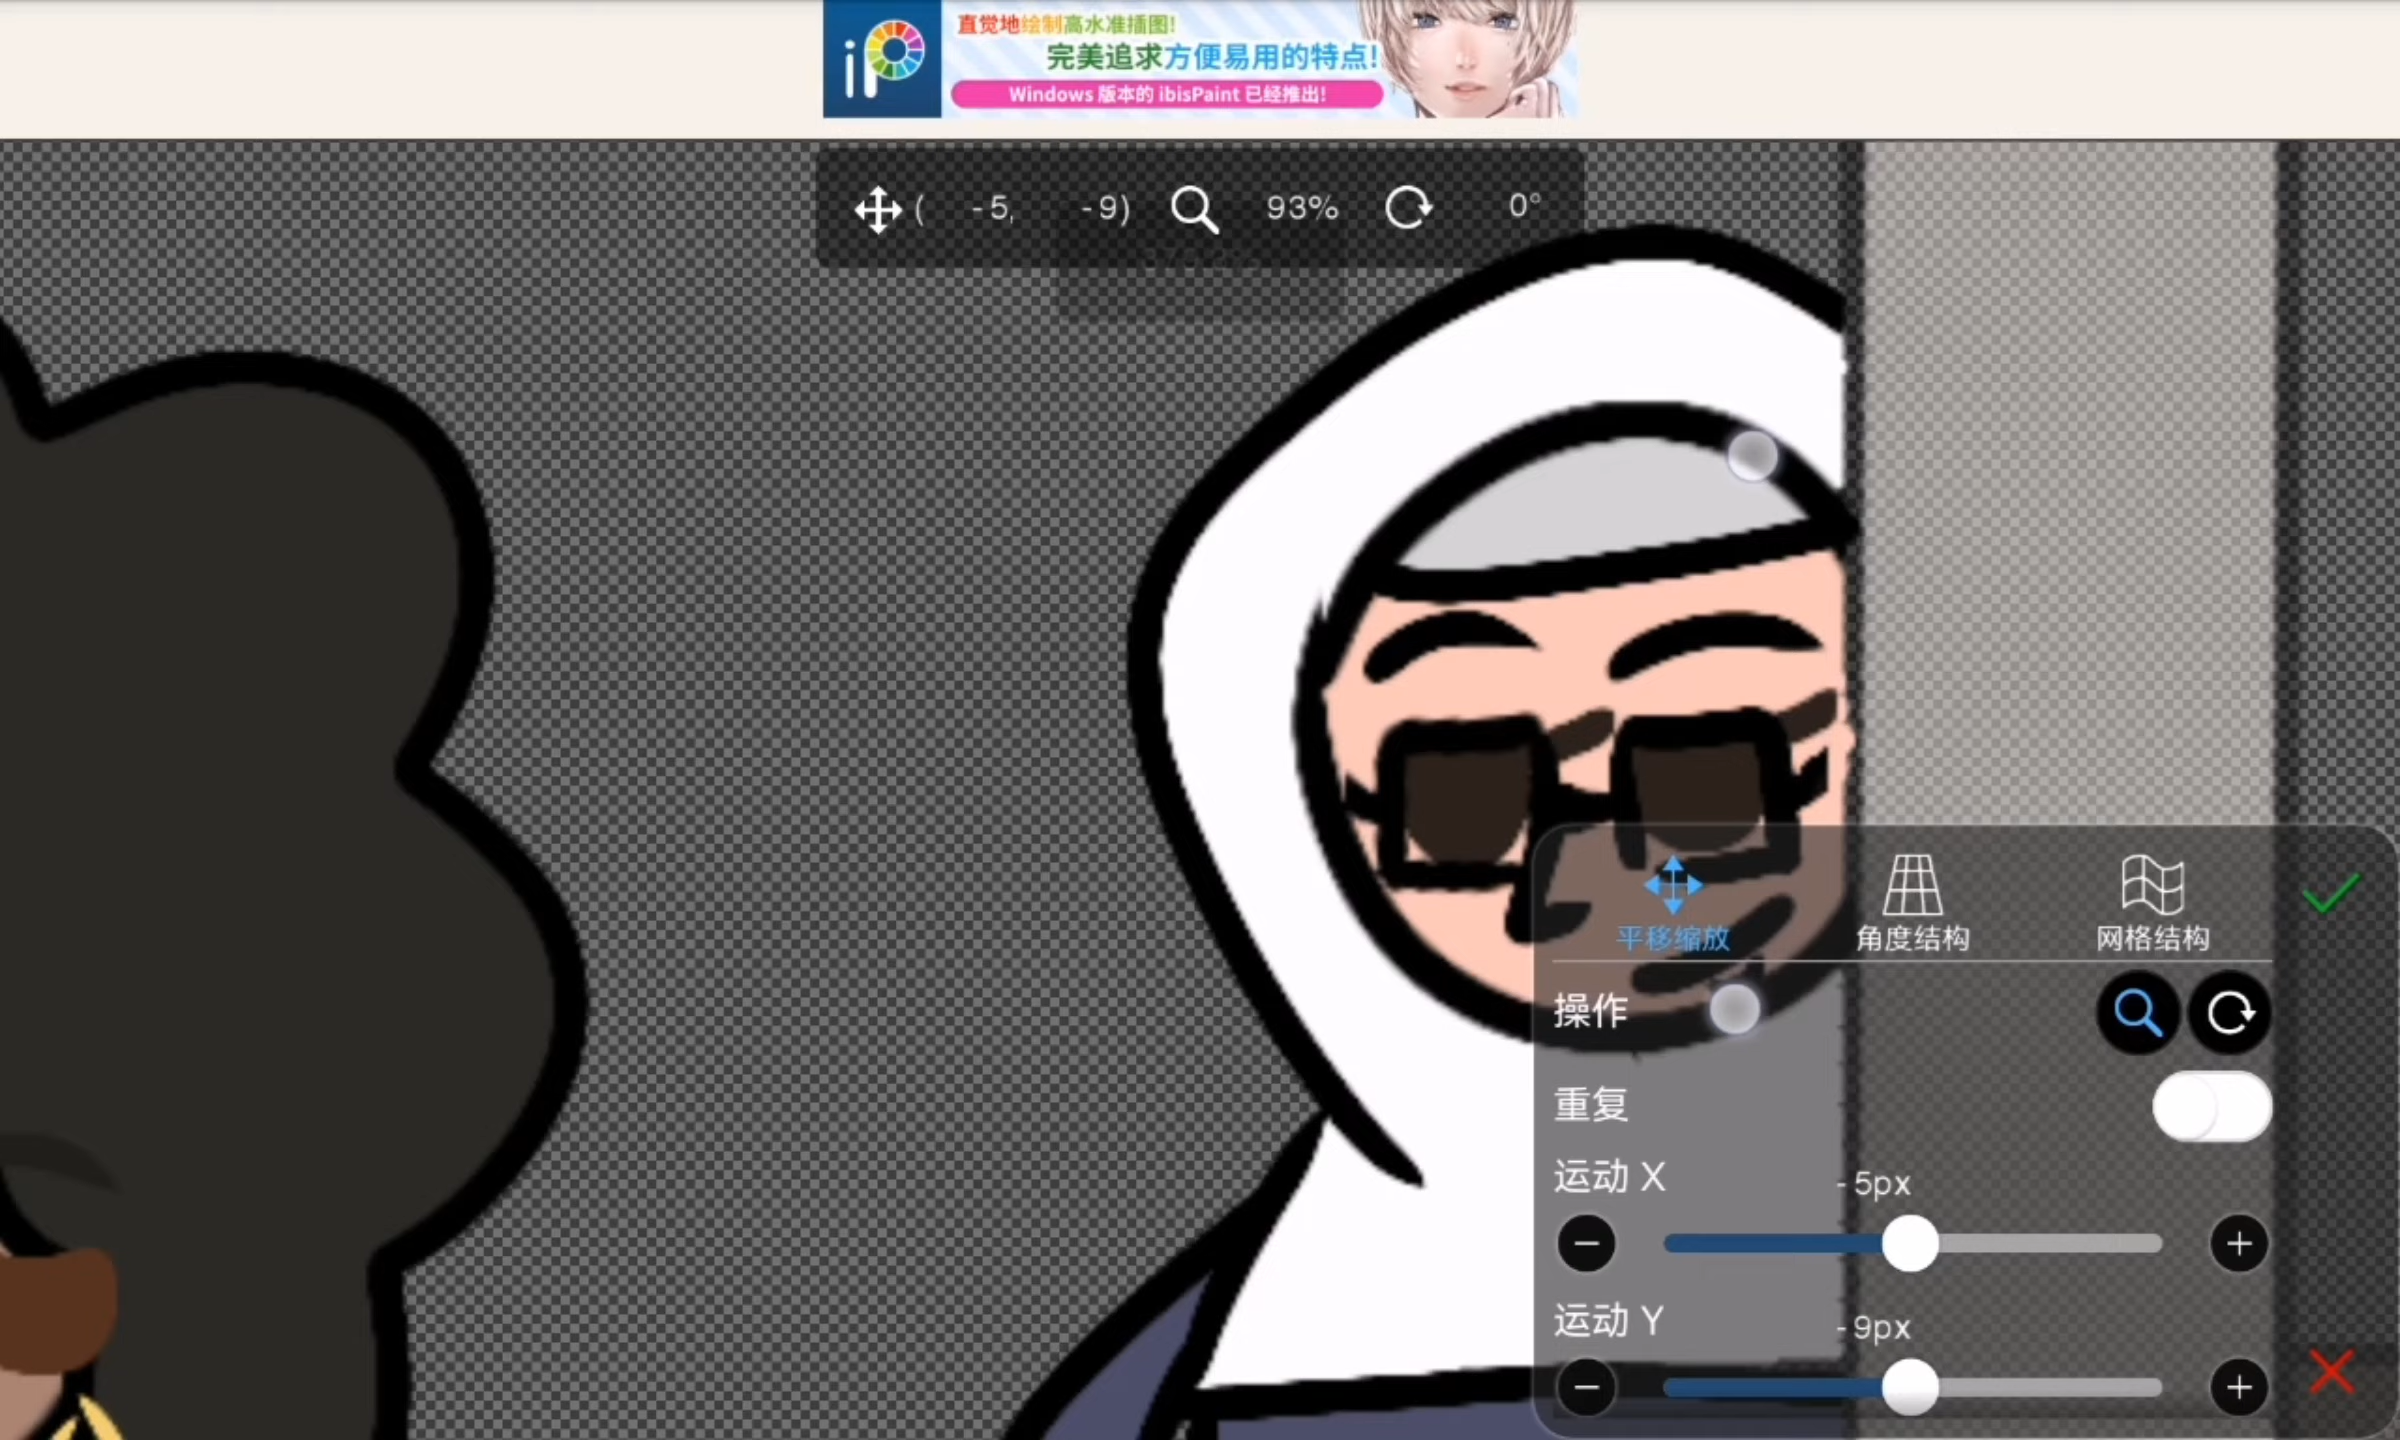 iP
直觉地绘制高水准插图!
完美追求方便易用的特点!
Windows 版本的 ibisPaint 已经推出!
( -5, -9) 93% 0°
平移缩放 角度结构 网格结构
操作
重复
运动 X -5px
运动 Y -9px